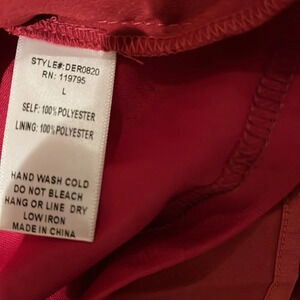 STYLE#:DER0820
RN: 119795
L
SELF: 100%POLYESTER
LINING: 100%POLYESTER
HAND WASH COLD
DO NOT BLEACH
HANG OR LINE DRY
LOW IRON
MADE IN CHINA